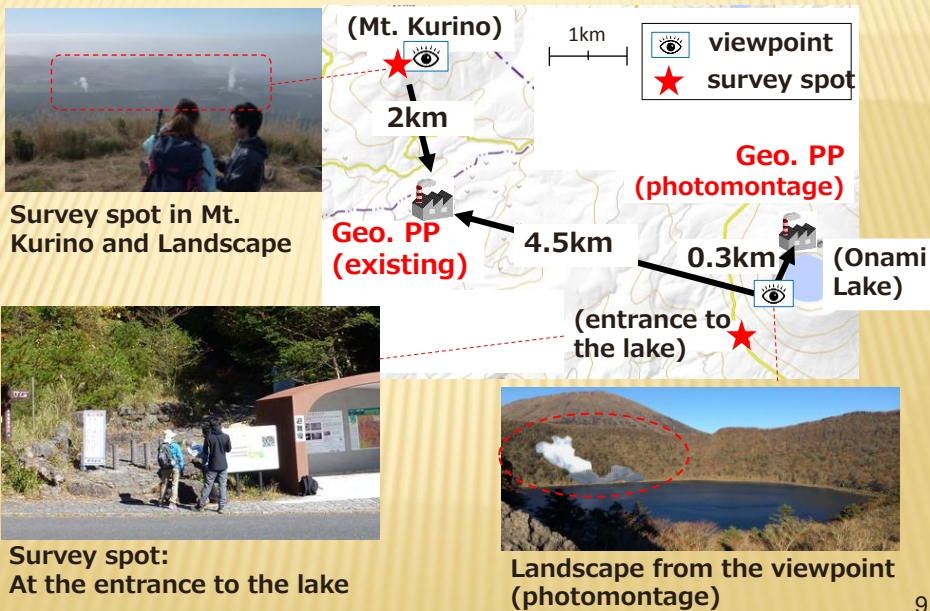 (Mt. Kurino)
1km
viewpoint
survey spot
2km
Geo. PP
(photomontage)
Survey spot in Mt.
Kurino and Landscape
Geo. PP
(existing)
4.5km
0.3km
(Onami
Lake)
(entrance to
the lake)
Survey spot:
At the entrance to the lake
Landscape from the viewpoint
(photomontage)
9